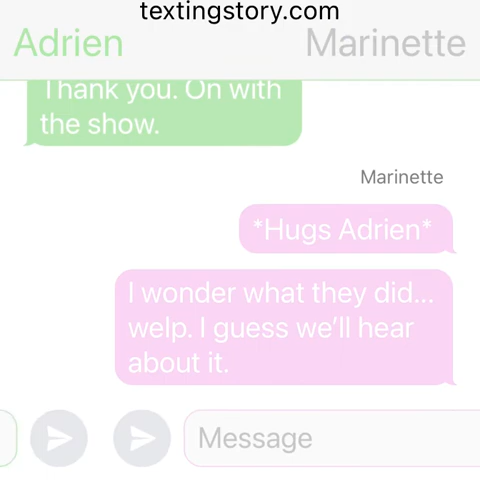 textingstory.com
Adrien Marinette
Thank you. On with
the show.
Marinette
*Hugs Adrien*
I wonder what they did...
welp. I guess we’ll hear
about it.
Message